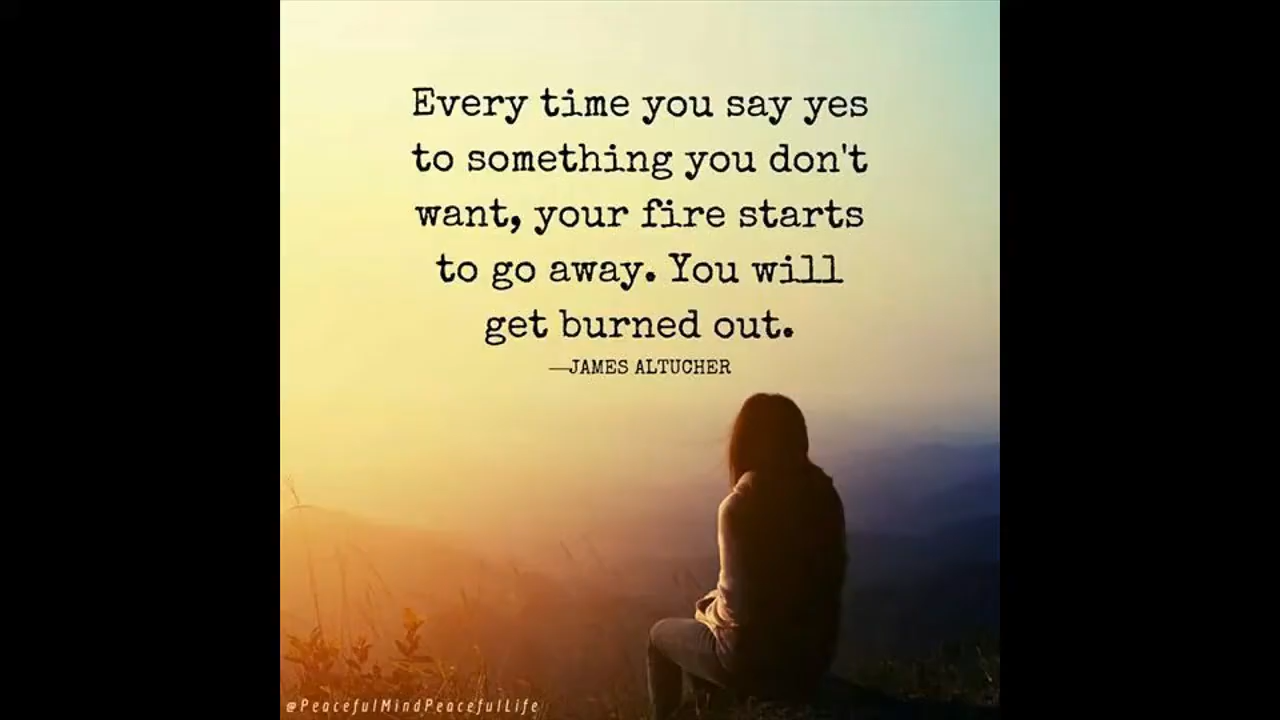 Every time you say yes
to something you don't
want, your fire starts
to go away. You will
get burned out.
—JAMES ALTUCHER
@PeacefulMindPeacefulLife